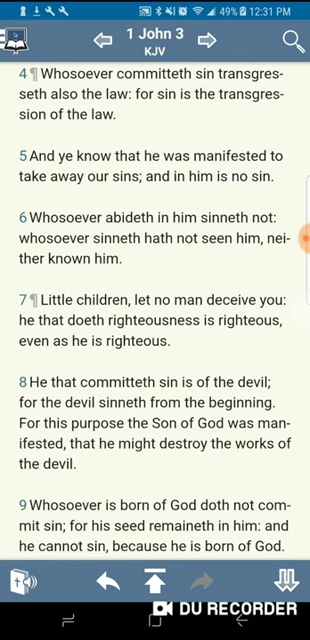 49% 12:31 PM
1 John 3
KJV
4 ¶ Whosoever committeth sin transgres-
seth also the law: for sin is the transgres-
sion of the law.
5 And ye know that he was manifested to
take away our sins; and in him is no sin.
6 Whosoever abideth in him sinneth not:
whosoever sinneth hath not seen him, nei-
ther known him.
7 ¶ Little children, let no man deceive you:
he that doeth righteousness is righteous,
even as he is righteous.
8 He that committeth sin is of the devil;
for the devil sinneth from the beginning.
For this purpose the Son of God was man-
ifested, that he might destroy the works of
the devil.
9 Whosoever is born of God doth not com-
mit sin; for his seed remaineth in him: and
he cannot sin, because he is born of God.
DU RECORDER